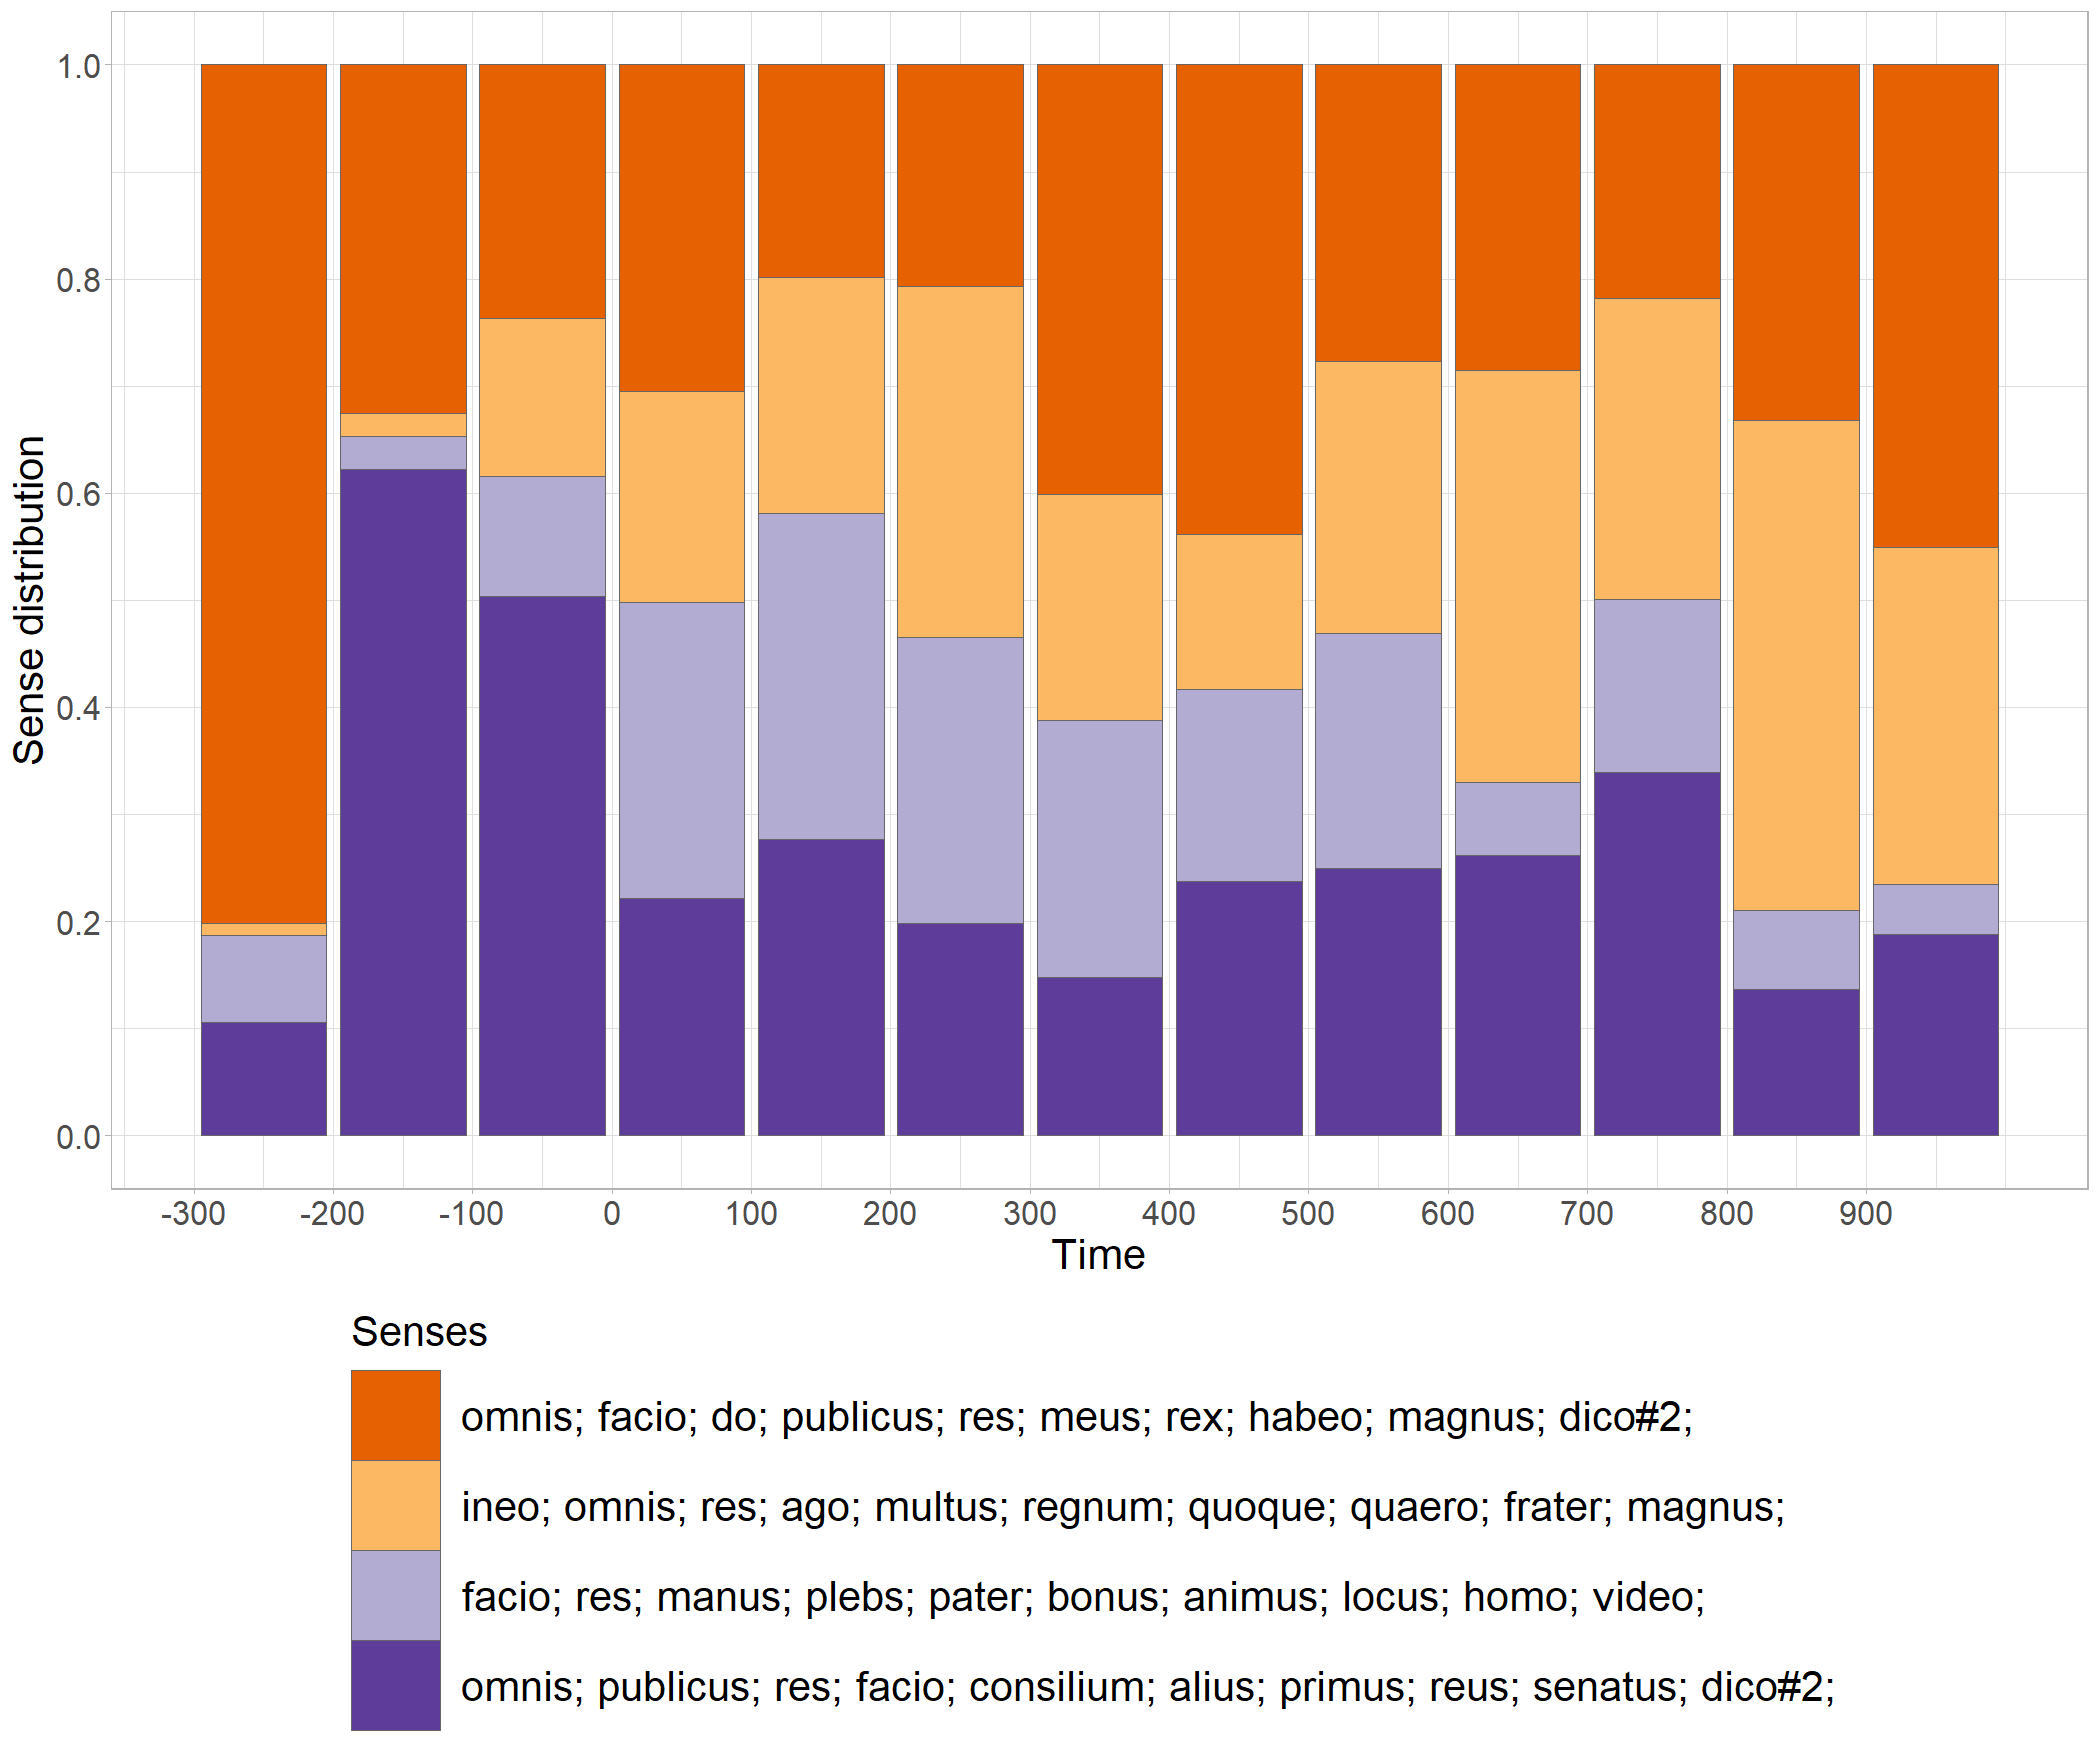 1.0
0.8
0.6
0.4
0.2
0.0
Sense distribution
-300 -200 -100 0 100 200 300 400 500 600 700 800 900
Time
Senses
omnis; facio; do; publicus; res; meus; rex; habeo; magnus; dico#2;
ineo; omnis; res; ago; multus; regnum; quoque; quaero; frater; magnus;
facio; res; manus; plebs; pater; bonus; animus; locus; homo; video;
omnis; publicus; res; facio; consilium; alius; primus; reus; senatus; dico#2;